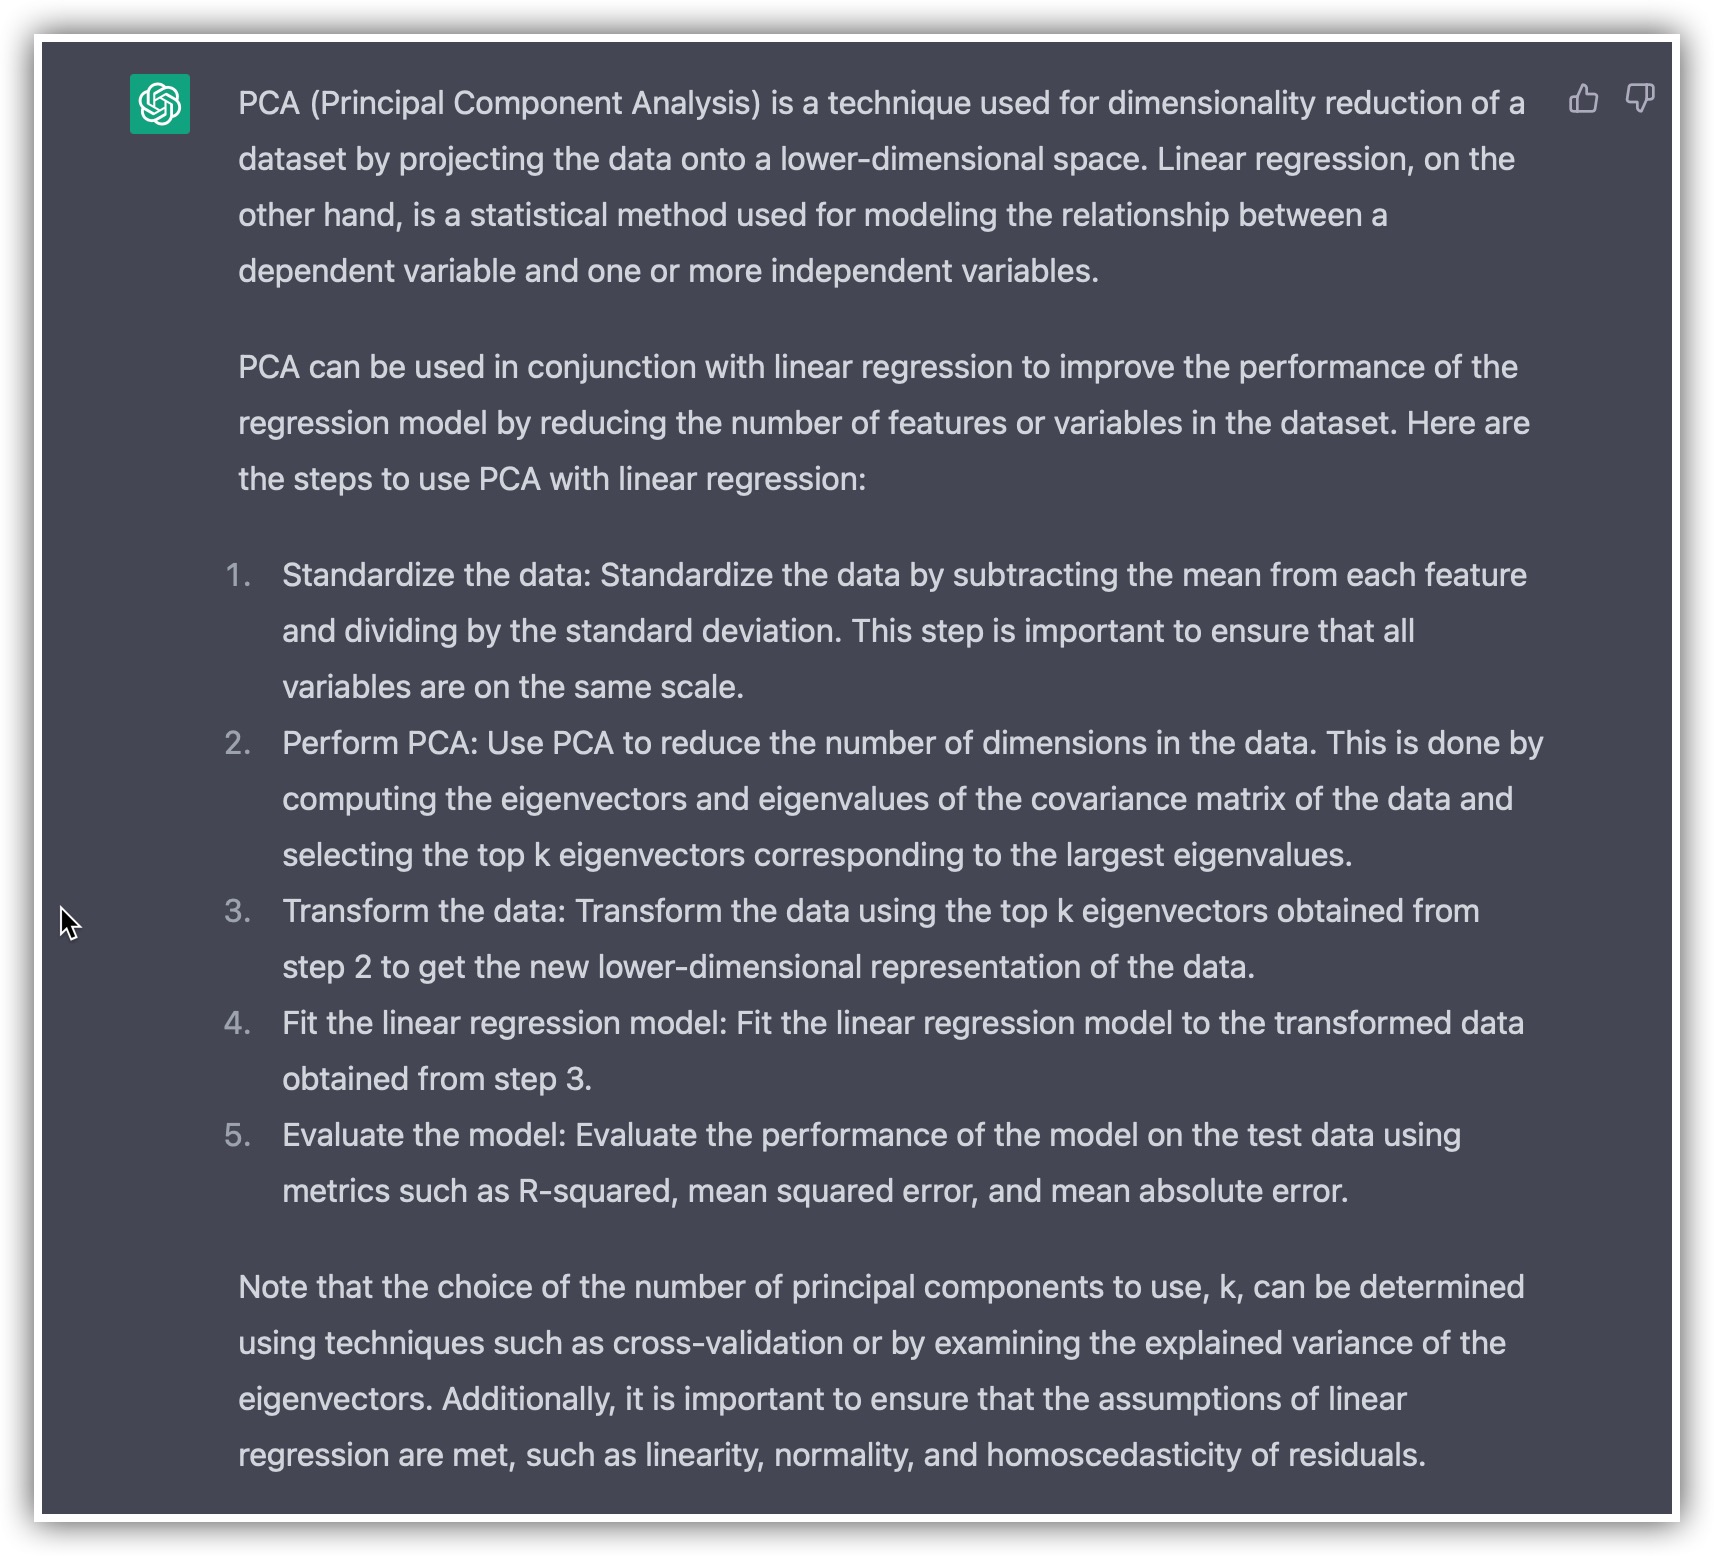 PCA (Principal Component Analysis) is a technique used for dimensionality reduction of a
dataset by projecting the data onto a lower-dimensional space. Linear regression, on the
other hand, is a statistical method used for modeling the relationship between a
dependent variable and one or more independent variables.
PCA can be used in conjunction with linear regression to improve the performance of the
regression model by reducing the number of features or variables in the dataset. Here are
the steps to use PCA with linear regression:
1. Standardize the data: Standardize the data by subtracting the mean from each feature
and dividing by the standard deviation. This step is important to ensure that all
variables are on the same scale.
2. Perform PCA: Use PCA to reduce the number of dimensions in the data. This is done by
computing the eigenvectors and eigenvalues of the covariance matrix of the data and
selecting the top k eigenvectors corresponding to the largest eigenvalues.
3. Transform the data: Transform the data using the top k eigenvectors obtained from
step 2 to get the new lower-dimensional representation of the data.
4. Fit the linear regression model: Fit the linear regression model to the transformed data
obtained from step 3.
5. Evaluate the model: Evaluate the performance of the model on the test data using
metrics such as R-squared, mean squared error, and mean absolute error.
Note that the choice of the number of principal components to use, k, can be determined
using techniques such as cross-validation or by examining the explained variance of the
eigenvectors. Additionally, it is important to ensure that the assumptions of linear
regression are met, such as linearity, normality, and homoscedasticity of residuals.